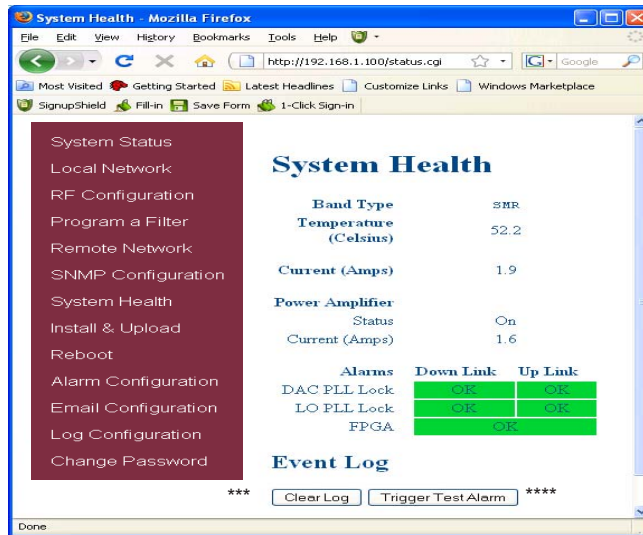 System Health - Mozilla Firefox
File Edit View History Bookmarks Tools Help
http://192.168.1.100/status.cgi
G Google
Most Visited Getting Started Latest Headlines Customize Links Windows Marketplace
SignupShield Fill-in Save Form 1-Click Sign-in
System Status
Local Network
RF Configuration
Program a Filter
Remote Network
SNMP Configuration
System Health
Install & Upload
Reboot
Alarm Configuration
Email Configuration
Log Configuration
Change Password
System Health
Band Type SMR
Temperature
(Celsius) 52.2
Current (Amps) 1.9
Power Amplifier
Status On
Current (Amps) 1.6
Alarms Down Link Up Link
DAC PLL Lock OK OK
LO PLL Lock OK OK
FPGA OK
Event Log
*** Clear Log Trigger Test Alarm ****
Done